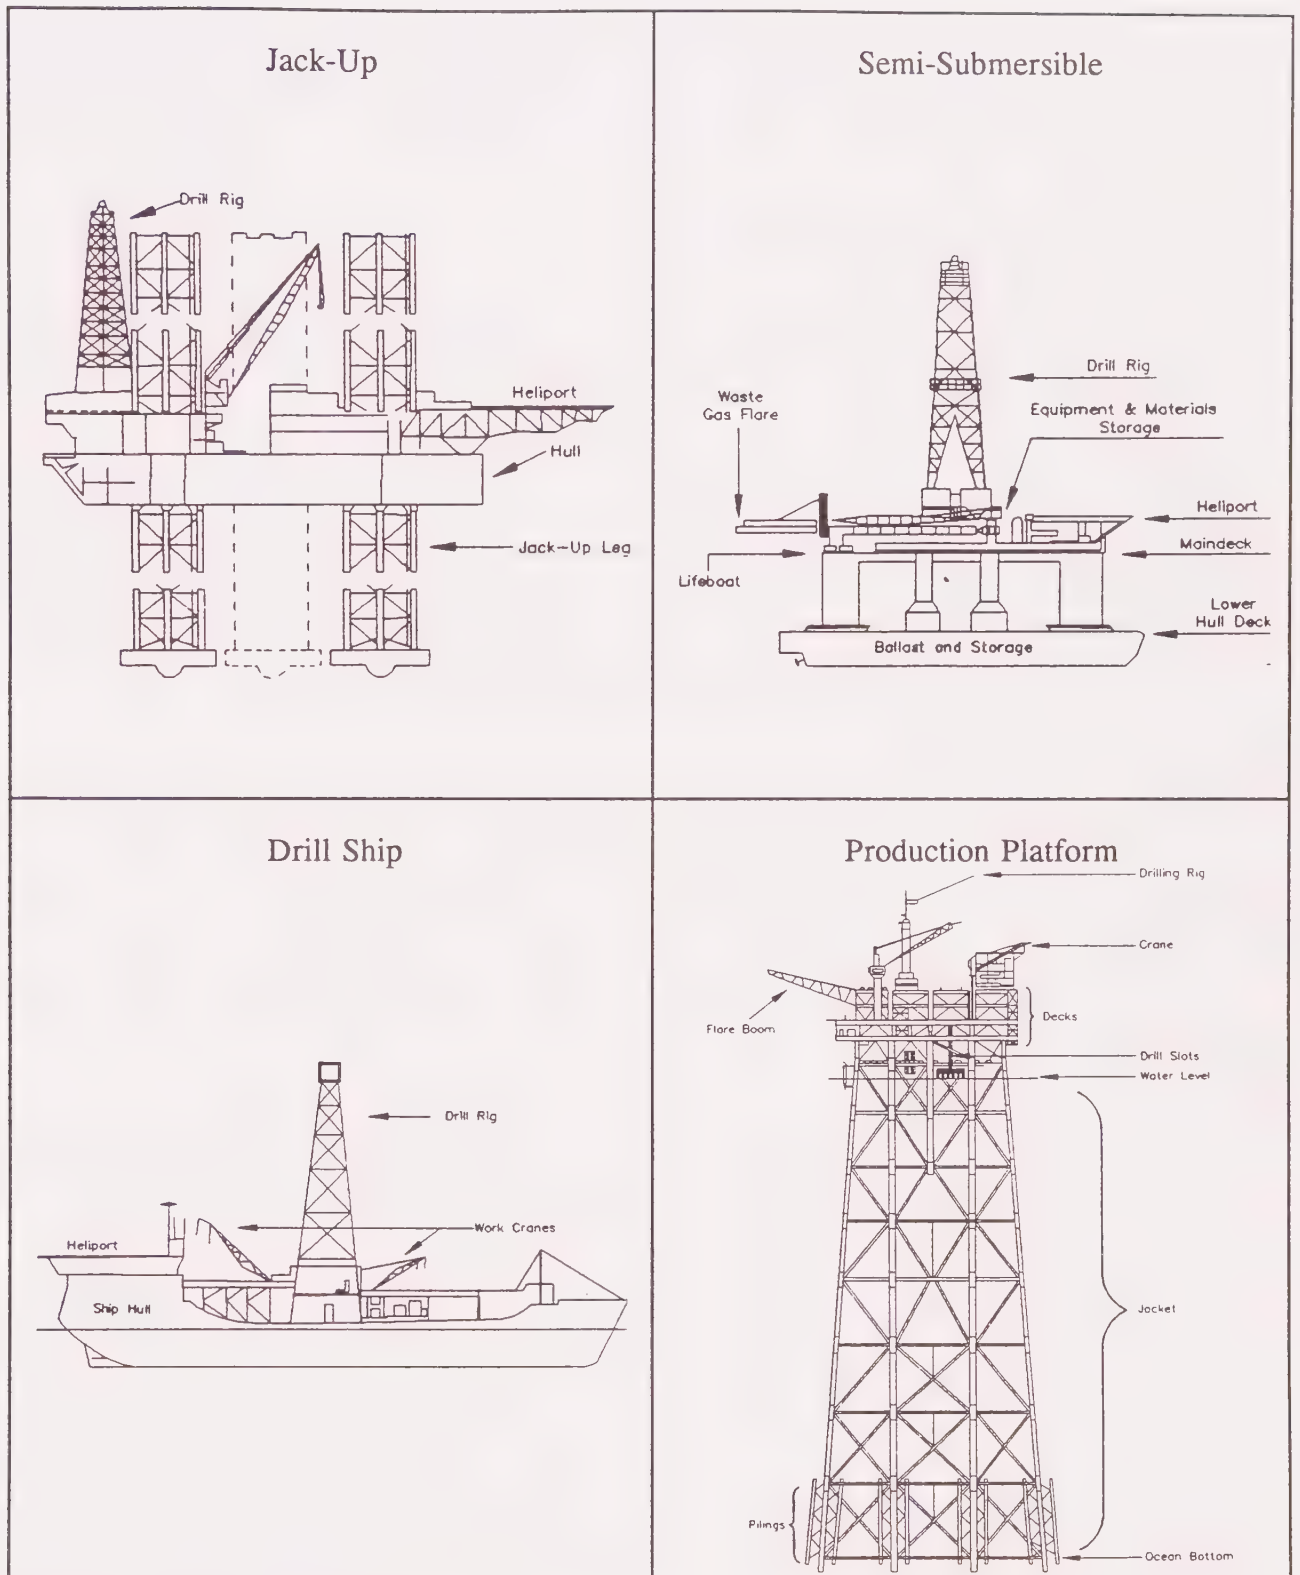 Jack-Up
Drill Rig
Heliport
Hull
Jack-Up Leg
Semi-Submersible
Drill Rig
Waste
Gas Flare
Equipment & Materials
Storage
Heliport
Maindeck
Lifeboat
Lower
Hull Deck
Ballast and Storage
Drill Ship
Drill Rig
Work Cranes
Heliport
Ship Hull
Production Platform
Drilling Rig
Crane
Flare Boom
Decks
Drill Slots
Water Level
Jacket
Pilings
Ocean Bottom